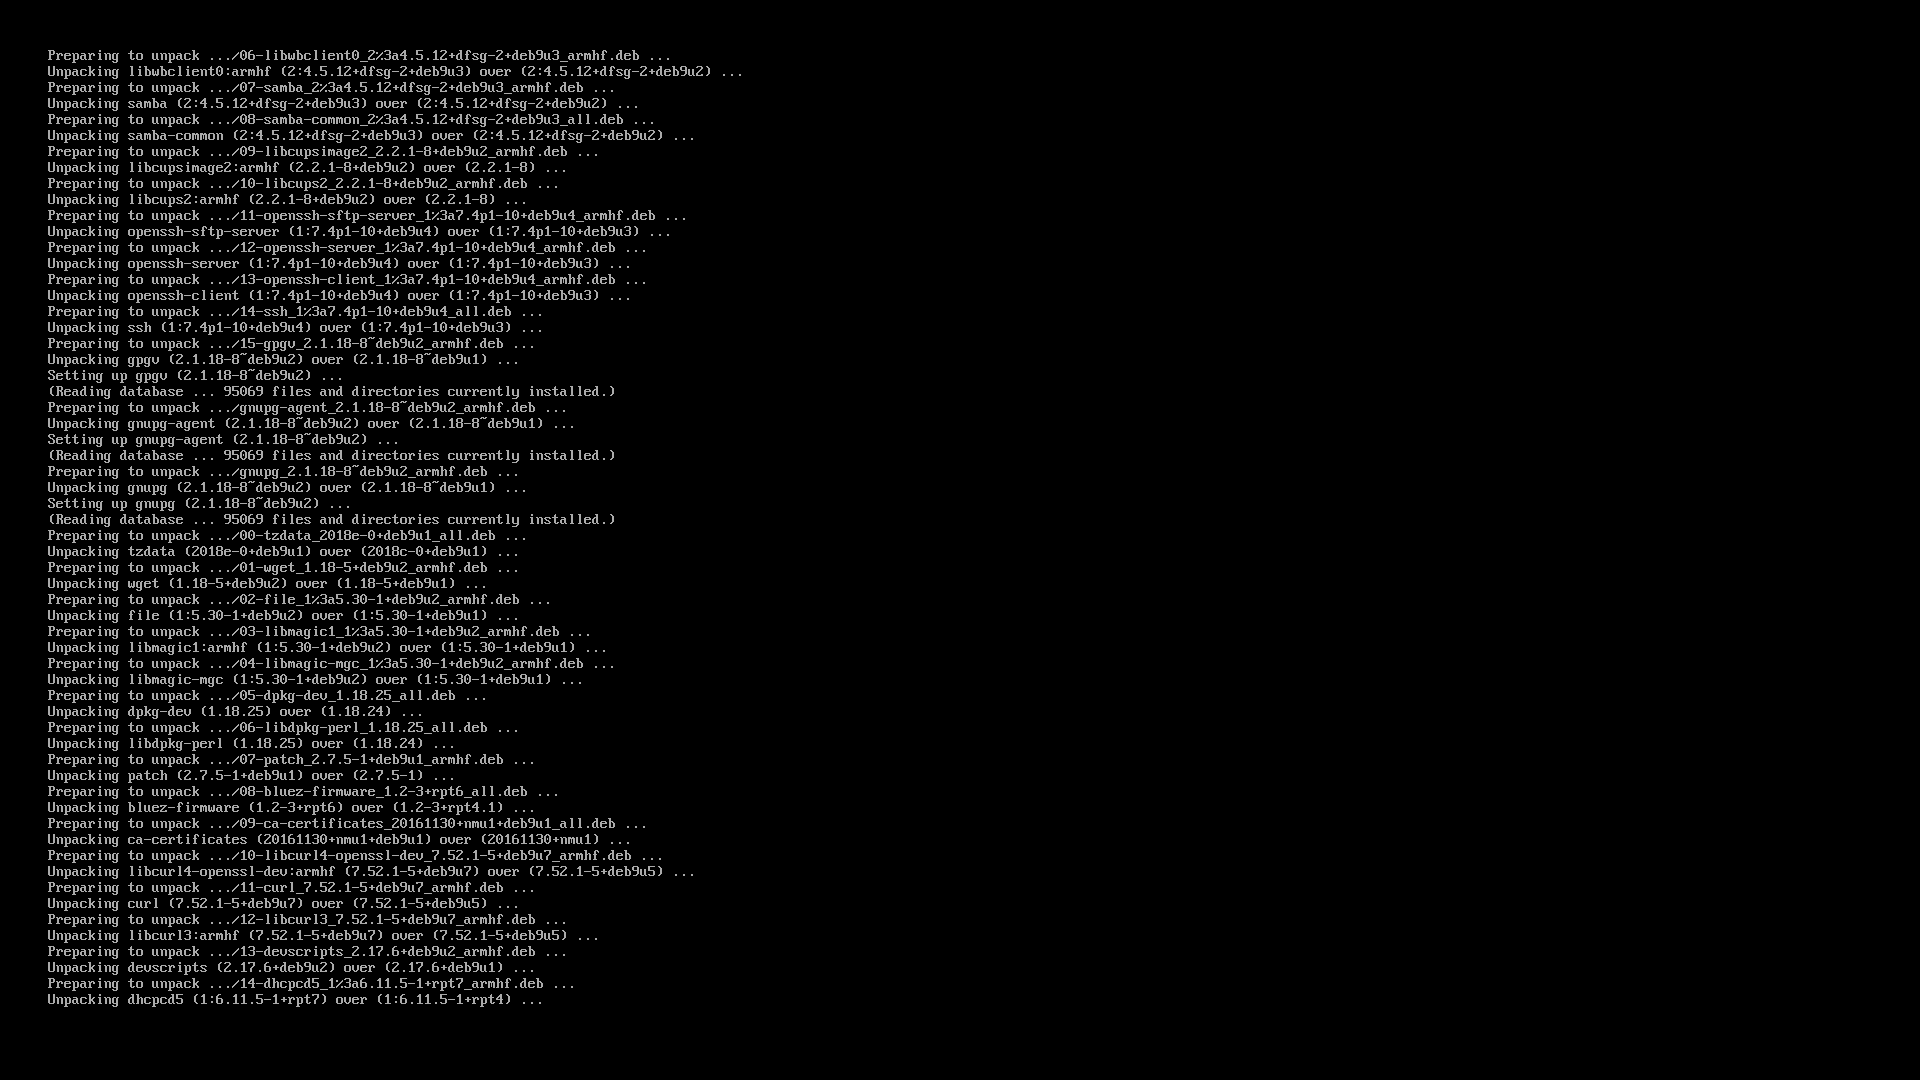 Preparing to unpack .../06-libwbclient0_2%3a4.5.12+dfsg-2+deb9u3_armhf.deb ...
Unpacking libwbclient0:armhf (2:4.5.12+dfsg-2+deb9u3) over (2:4.5.12+dfsg-2+deb9u2) ...
Preparing to unpack .../07-samba_2%3a4.5.12+dfsg-2+deb9u3_armhf.deb ...
Unpacking samba (2:4.5.12+dfsg-2+deb9u3) over (2:4.5.12+dfsg-2+deb9u2) ...
Preparing to unpack .../08-samba-common_2%3a4.5.12+dfsg-2+deb9u3_all.deb ...
Unpacking samba-common (2:4.5.12+dfsg-2+deb9u3) over (2:4.5.12+dfsg-2+deb9u2) ...
Preparing to unpack .../09-libcupsimage2_2.2.1-8+deb9u2_armhf.deb ...
Unpacking libcupsimage2:armhf (2.2.1-8+deb9u2) over (2.2.1-8) ...
Preparing to unpack .../10-libcups2_2.2.1-8+deb9u2_armhf.deb ...
Unpacking libcups2:armhf (2.2.1-8+deb9u2) over (2.2.1-8) ...
Preparing to unpack .../11-openssh-sftp-server_1%3a7.4p1-10+deb9u4_armhf.deb ...
Unpacking openssh-sftp-server (1:7.4p1-10+deb9u4) over (1:7.4p1-10+deb9u3) ...
Preparing to unpack .../12-openssh-server_1%3a7.4p1-10+deb9u4_armhf.deb ...
Unpacking openssh-server (1:7.4p1-10+deb9u4) over (1:7.4p1-10+deb9u3) ...
Preparing to unpack .../13-openssh-client_1%3a7.4p1-10+deb9u4_armhf.deb ...
Unpacking openssh-client (1:7.4p1-10+deb9u4) over (1:7.4p1-10+deb9u3) ...
Preparing to unpack .../14-ssh_1%3a7.4p1-10+deb9u4_all.deb ...
Unpacking ssh (1:7.4p1-10+deb9u4) over (1:7.4p1-10+deb9u3) ...
Preparing to unpack .../15-gpgv_2.1.18-8~deb9u2_armhf.deb ...
Unpacking gpgv (2.1.18-8~deb9u2) over (2.1.18-8~deb9u1) ...
Setting up gpgv (2.1.18-8~deb9u2) ...
(Reading database ... 95069 files and directories currently installed.)
Preparing to unpack .../gnupg-agent_2.1.18-8~deb9u2_armhf.deb ...
Unpacking gnupg-agent (2.1.18-8~deb9u2) over (2.1.18-8~deb9u1) ...
Setting up gnupg-agent (2.1.18-8~deb9u2) ...
(Reading database ... 95069 files and directories currently installed.)
Preparing to unpack .../gnupg_2.1.18-8~deb9u2_armhf.deb ...
Unpacking gnupg (2.1.18-8~deb9u2) over (2.1.18-8~deb9u1) ...
Setting up gnupg (2.1.18-8~deb9u2) ...
(Reading database ... 95069 files and directories currently installed.)
Preparing to unpack .../00-tzdata_2018e-0+deb9u1_all.deb ...
Unpacking tzdata (2018e-0+deb9u1) over (2018c-0+deb9u1) ...
Preparing to unpack .../01-wget_1.18-5+deb9u2_armhf.deb ...
Unpacking wget (1.18-5+deb9u2) over (1.18-5+deb9u1) ...
Preparing to unpack .../02-file_1%3a5.30-1+deb9u2_armhf.deb ...
Unpacking file (1:5.30-1+deb9u2) over (1:5.30-1+deb9u1) ...
Preparing to unpack .../03-libmagic1_1%3a5.30-1+deb9u2_armhf.deb ...
Unpacking libmagic1:armhf (1:5.30-1+deb9u2) over (1:5.30-1+deb9u1) ...
Preparing to unpack .../04-libmagic-mgc_1%3a5.30-1+deb9u2_armhf.deb ...
Unpacking libmagic-mgc (1:5.30-1+deb9u2) over (1:5.30-1+deb9u1) ...
Preparing to unpack .../05-dpkg-dev_1.18.25_all.deb ...
Unpacking dpkg-dev (1.18.25) over (1.18.24) ...
Preparing to unpack .../06-libdpkg-perl_1.18.25_all.deb ...
Unpacking libdpkg-perl (1.18.25) over (1.18.24) ...
Preparing to unpack .../07-patch_2.7.5-1+deb9u1_armhf.deb ...
Unpacking patch (2.7.5-1+deb9u1) over (2.7.5-1) ...
Preparing to unpack .../08-bluez-firmware_1.2-3+rpt6_all.deb ...
Unpacking bluez-firmware (1.2-3+rpt6) over (1.2-3+rpt4.1) ...
Preparing to unpack .../09-ca-certificates_20161130+nmu1+deb9u1_all.deb ...
Unpacking ca-certificates (20161130+nmu1+deb9u1) over (20161130+nmu1) ...
Preparing to unpack .../10-libcurl4-openssl-dev_7.52.1-5+deb9u7_armhf.deb ...
Unpacking libcurl4-openssl-dev:armhf (7.52.1-5+deb9u7) over (7.52.1-5+deb9u5) ...
Preparing to unpack .../11-curl_7.52.1-5+deb9u7_armhf.deb ...
Unpacking curl (7.52.1-5+deb9u7) over (7.52.1-5+deb9u5) ...
Preparing to unpack .../12-libcurl3_7.52.1-5+deb9u7_armhf.deb ...
Unpacking libcurl3:armhf (7.52.1-5+deb9u7) over (7.52.1-5+deb9u5) ...
Preparing to unpack .../13-devscripts_2.17.6+deb9u2_armhf.deb ...
Unpacking devscripts (2.17.6+deb9u2) over (2.17.6+deb9u1) ...
Preparing to unpack .../14-dhcpcd5_1%3a6.11.5-1+rpt7_armhf.deb ...
Unpacking dhcpcd5 (1:6.11.5-1+rpt7) over (1:6.11.5-1+rpt4) ...